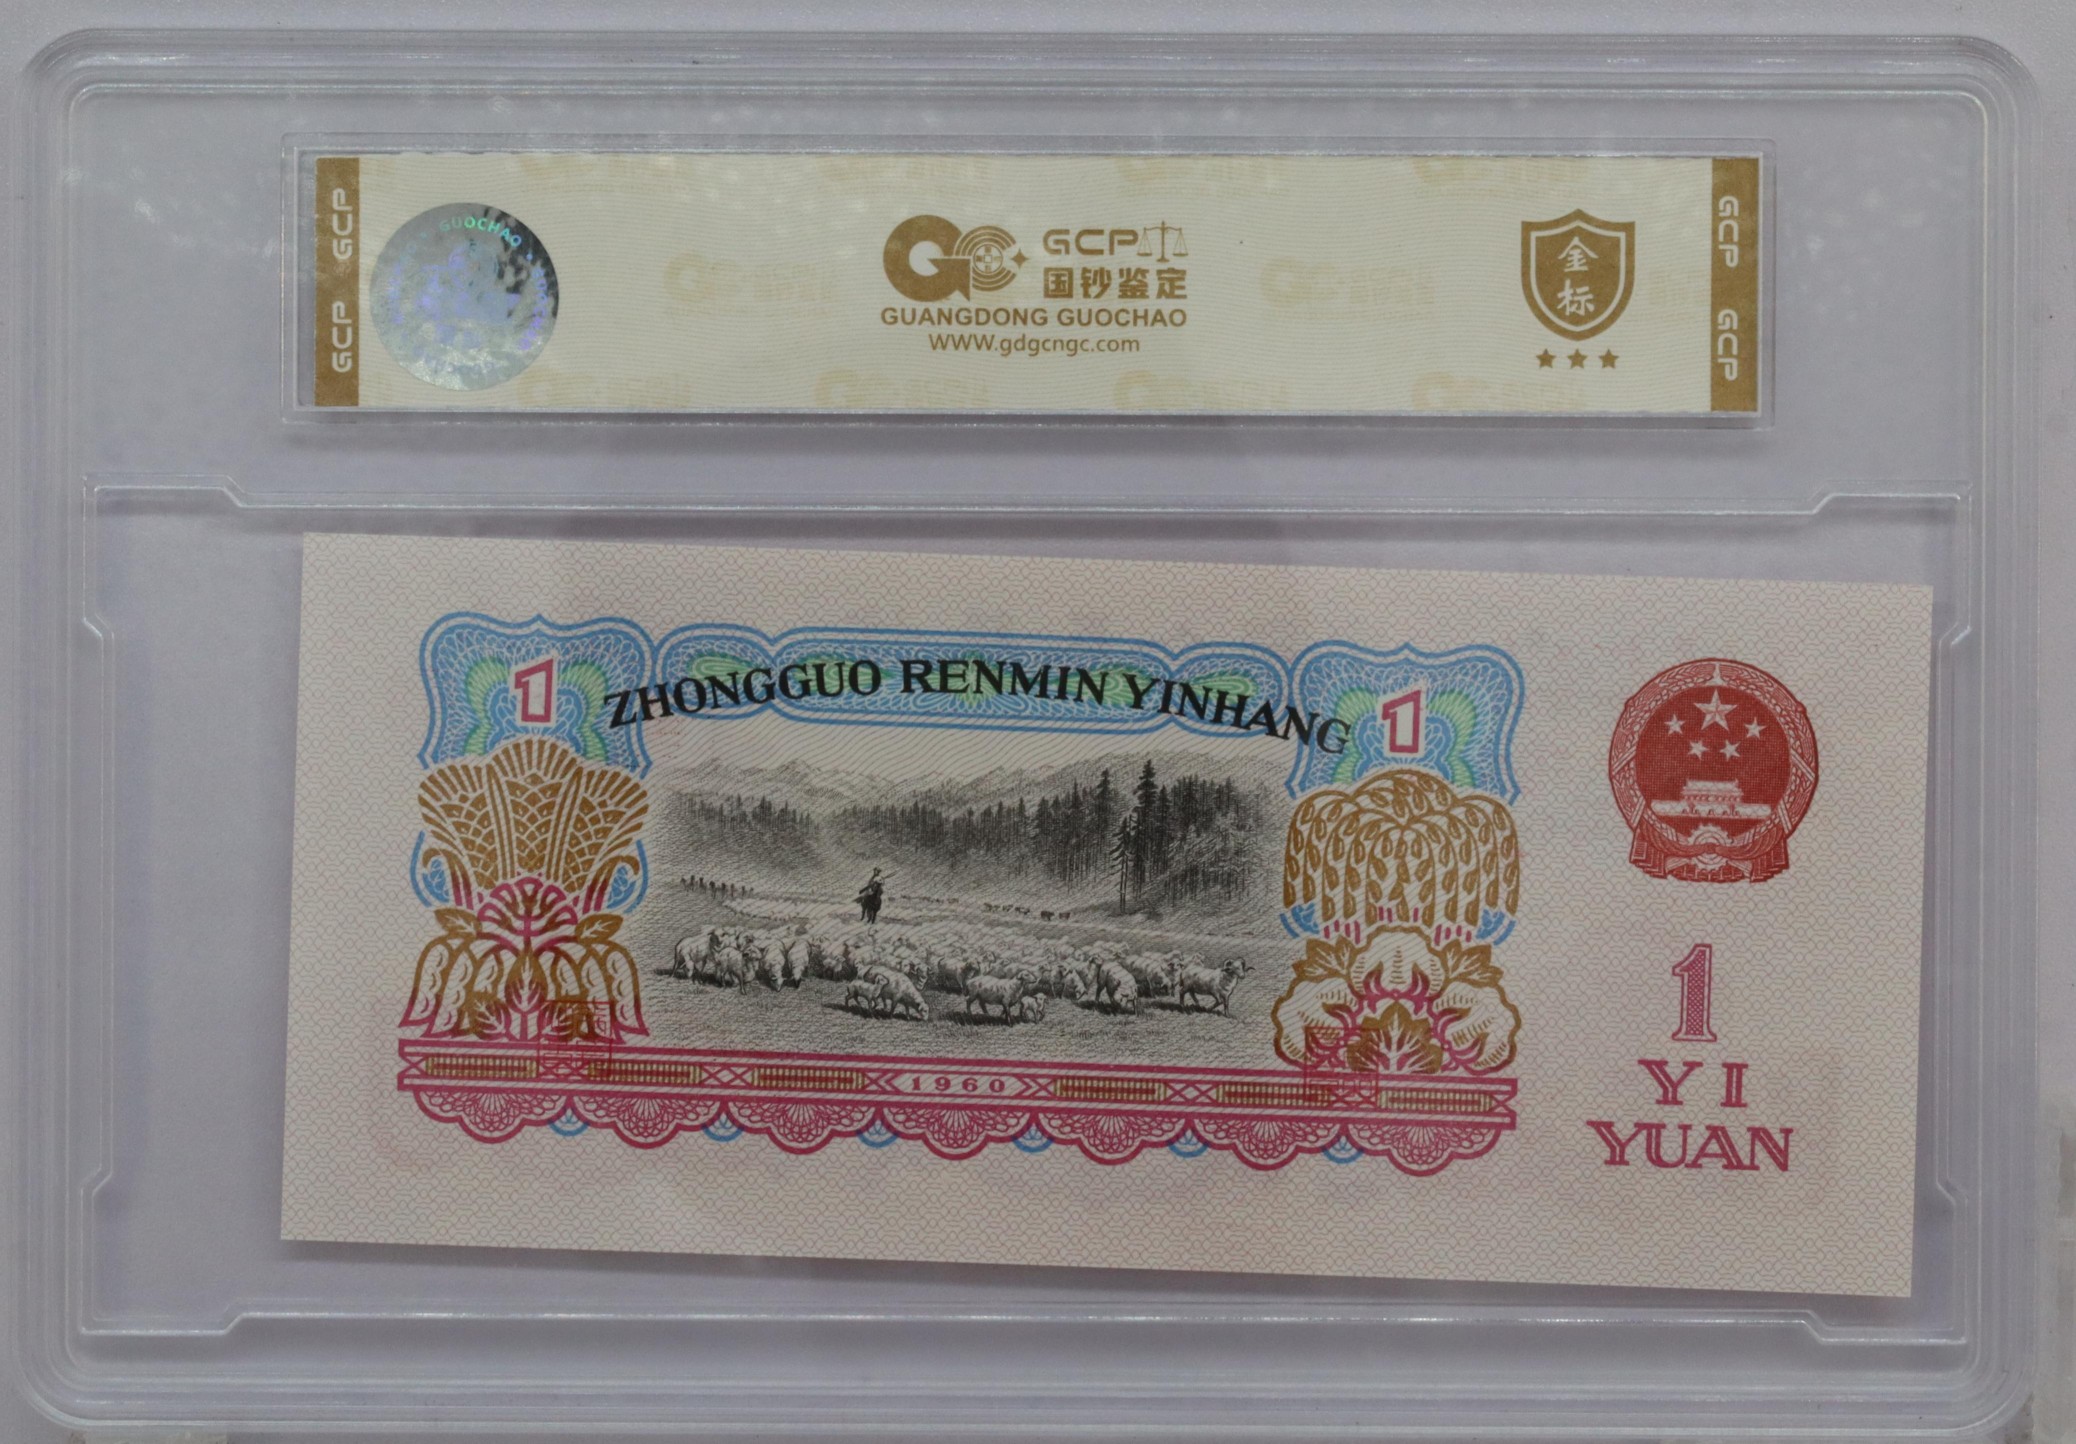 GCP GCP
GUOCHAO
GCP
国钞鉴定
GUANGDONG GUOCHAO
www.gdgcngc.com
金标
GCP GCP
ZHONGGUO RENMIN YINHANG
1
1
1960
1
YI
YUAN